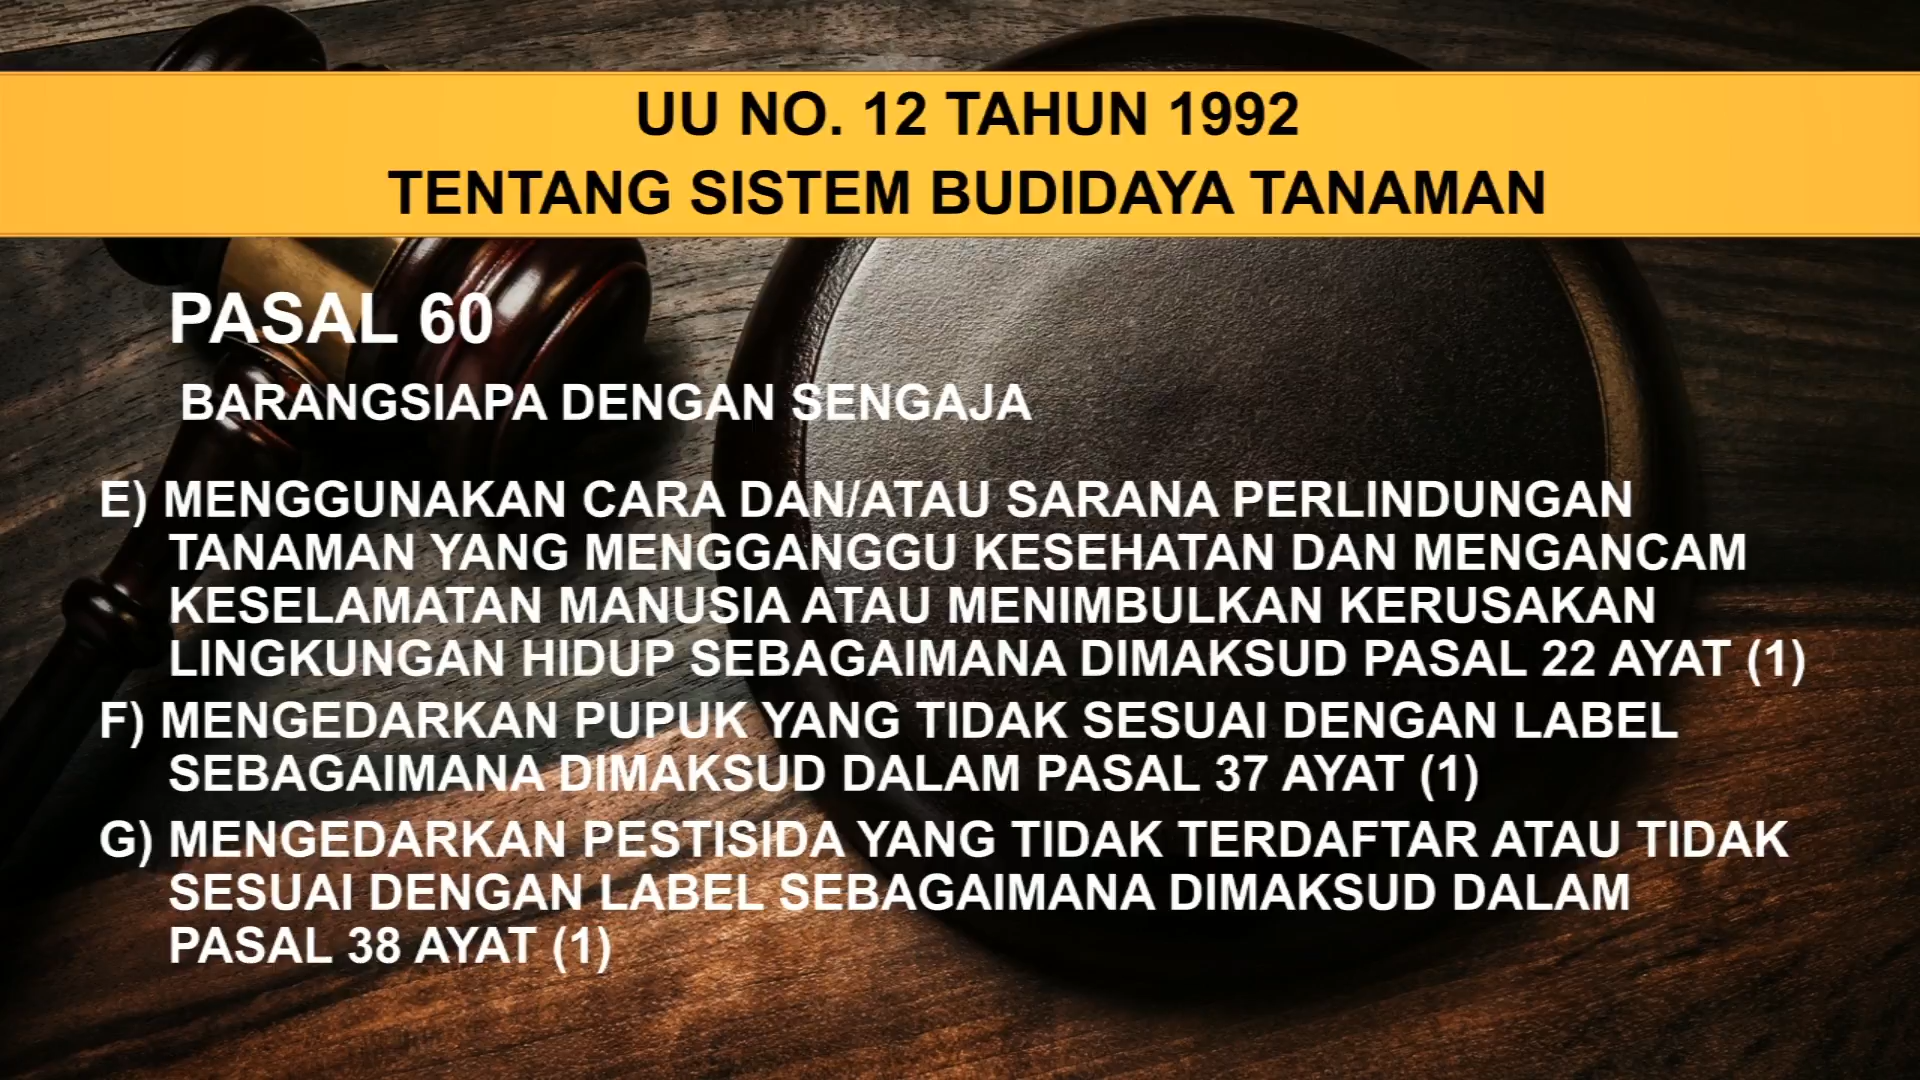 UU NO. 12 TAHUN 1992
TENTANG SISTEM BUDIDAYA TANAMAN
PASAL 60
BARANGSIAPA DENGAN SENGAJA
E) MENGGUNAKAN CARA DAN/ATAU SARANA PERLINDUNGAN
TANAMAN YANG MENGGANGGU KESEHATAN DAN MENGANCAM
KESELAMATAN MANUSIA ATAU MENIMBULKAN KERUSAKAN
LINGKUNGAN HIDUP SEBAGAIMANA DIMAKSUD PASAL 22 AYAT (1)
F) MENGEDARKAN PUPUK YANG TIDAK SESUAI DENGAN LABEL
SEBAGAIMANA DIMAKSUD DALAM PASAL 37 AYAT (1)
G) MENGEDARKAN PESTISIDA YANG TIDAK TERDAFTAR ATAU TIDAK
SESUAI DENGAN LABEL SEBAGAIMANA DIMAKSUD DALAM
PASAL 38 AYAT (1)